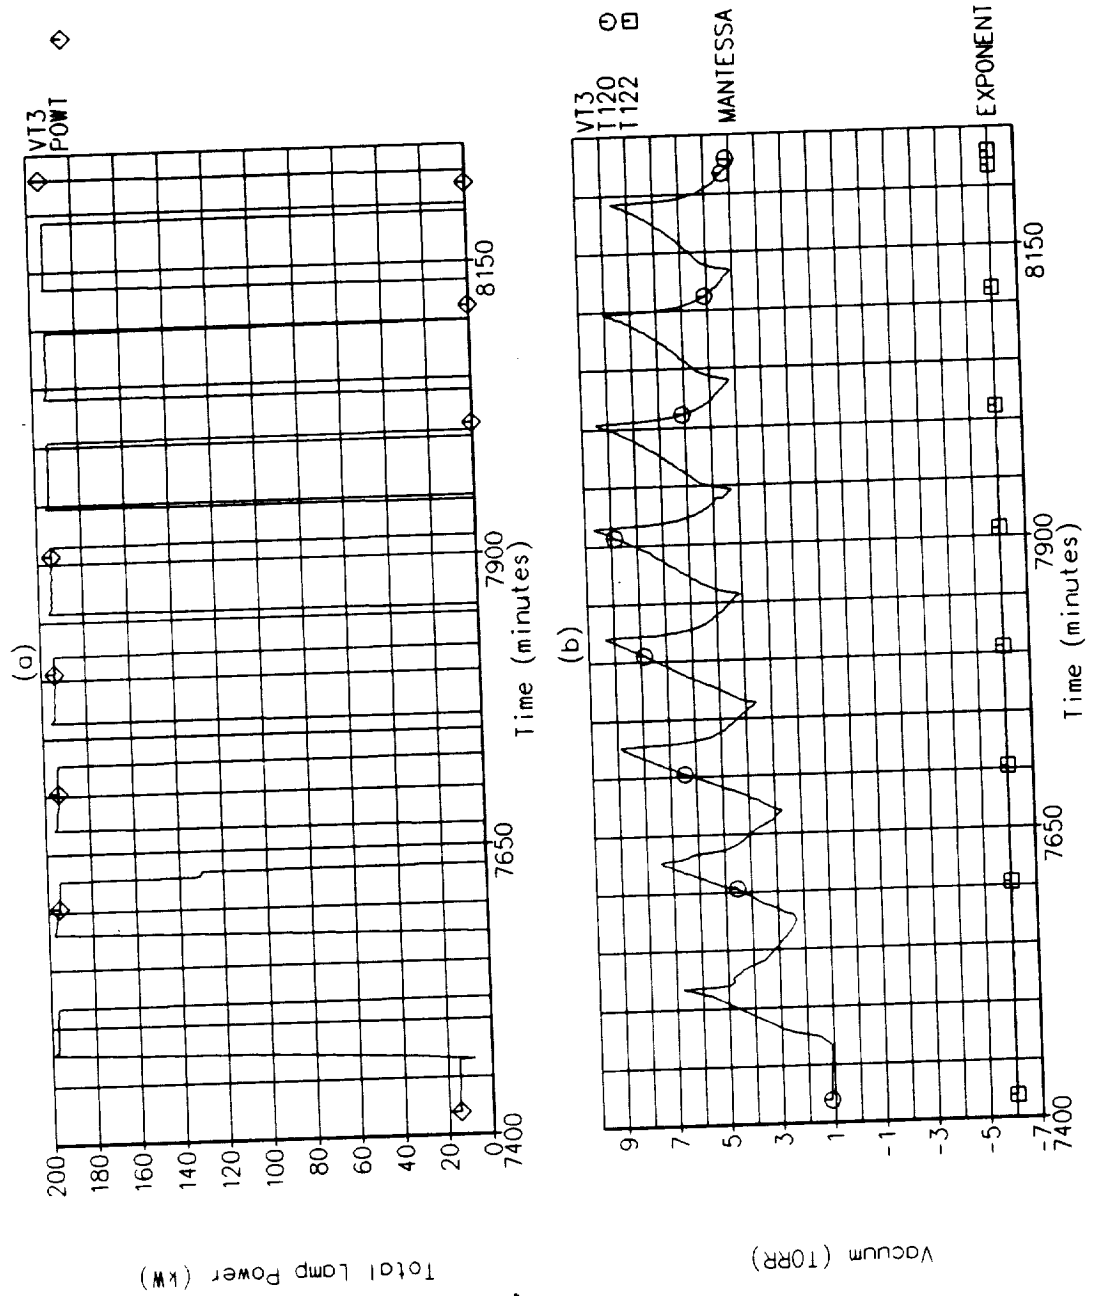 VT3
POWT
Total Lamp Power (kW)
200
180
160
140
120
100
80
60
40
20
0
7400
7650
7900
8150
Time (minutes)
(a)
VT3
T120
T122
MANTESSA
EXPONENT
Vacuum (TORR)
9
7
5
3
1
-1
-3
-5
-7
7400
7650
7900
8150
Time (minutes)
(b)